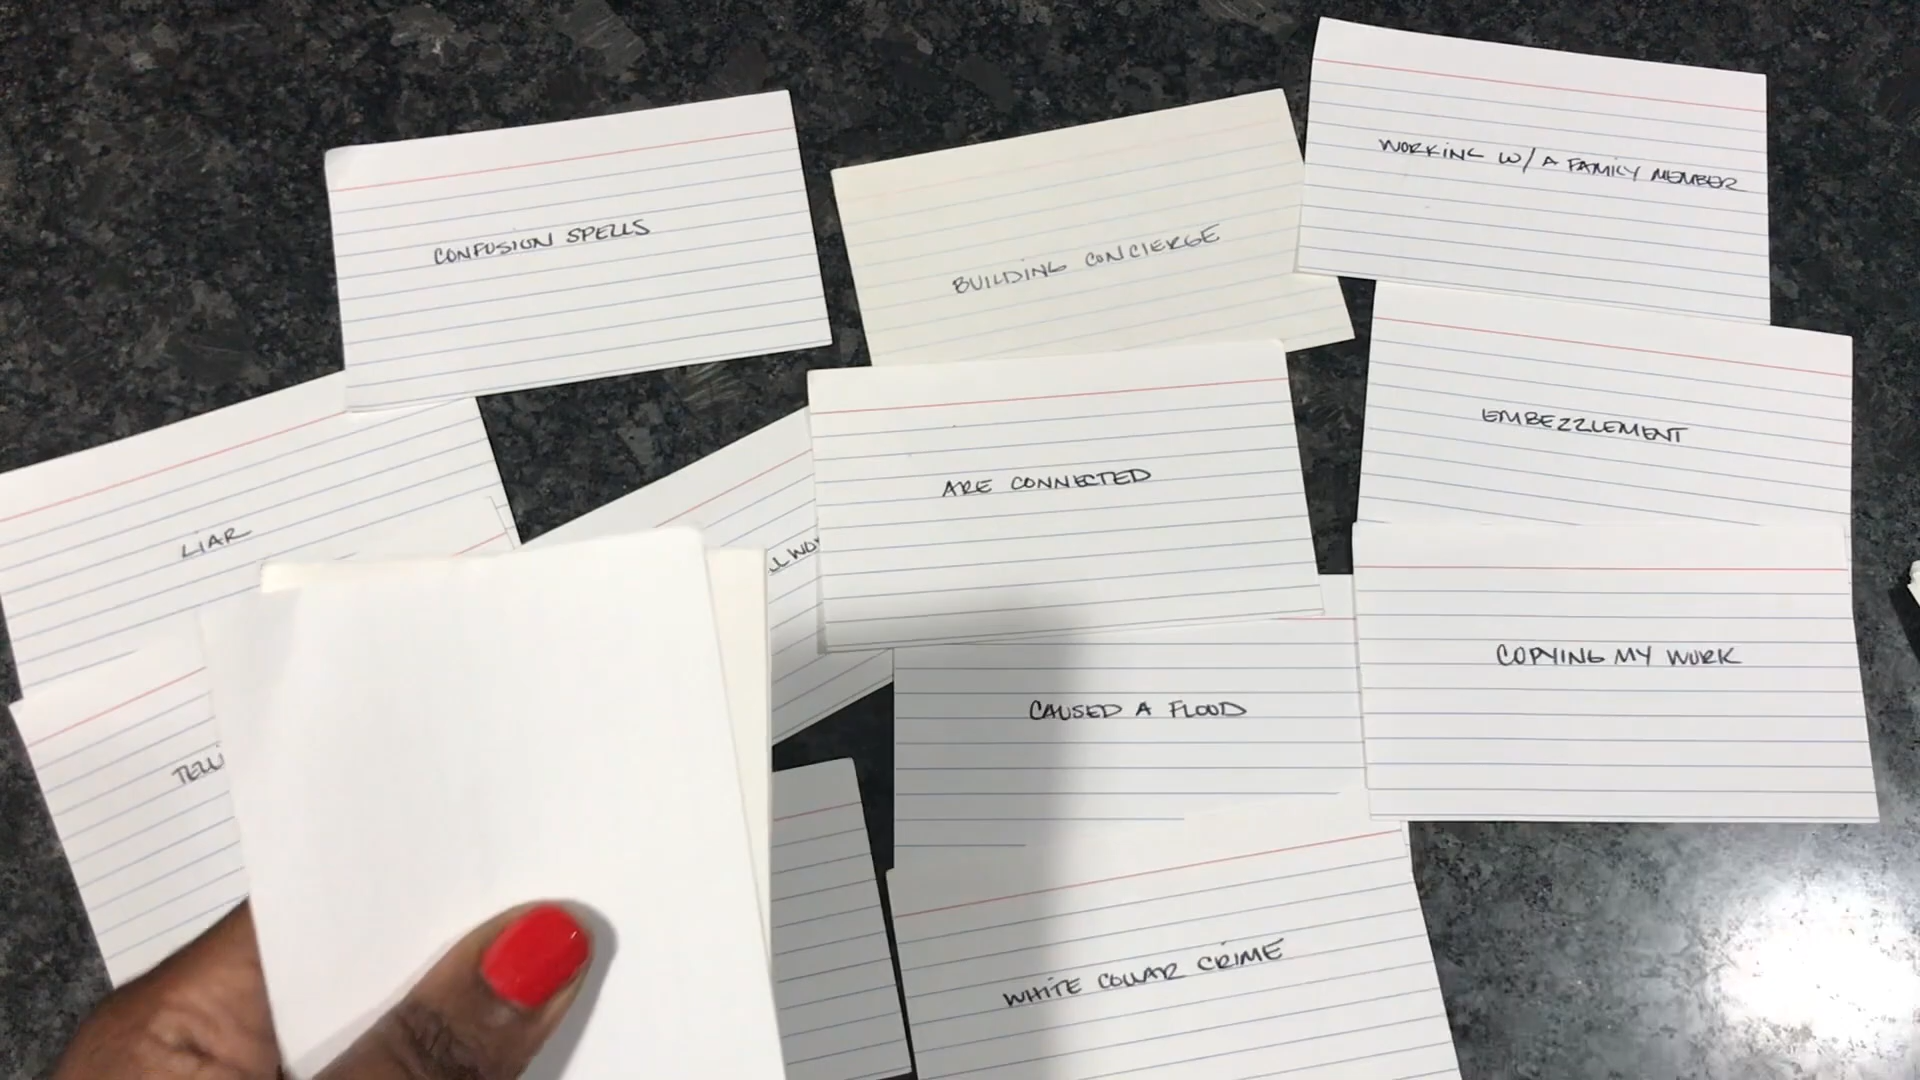 CONFUSION SPELLS
BUILDING CONCIERGE
WORKING W/ A FAMILY MEMBER
EMBEZZLEMENT
ARE CONNECTED
LIAR
COPYING MY WORK
CAUSED A FLOOD
WHITE COLLAR CRIME